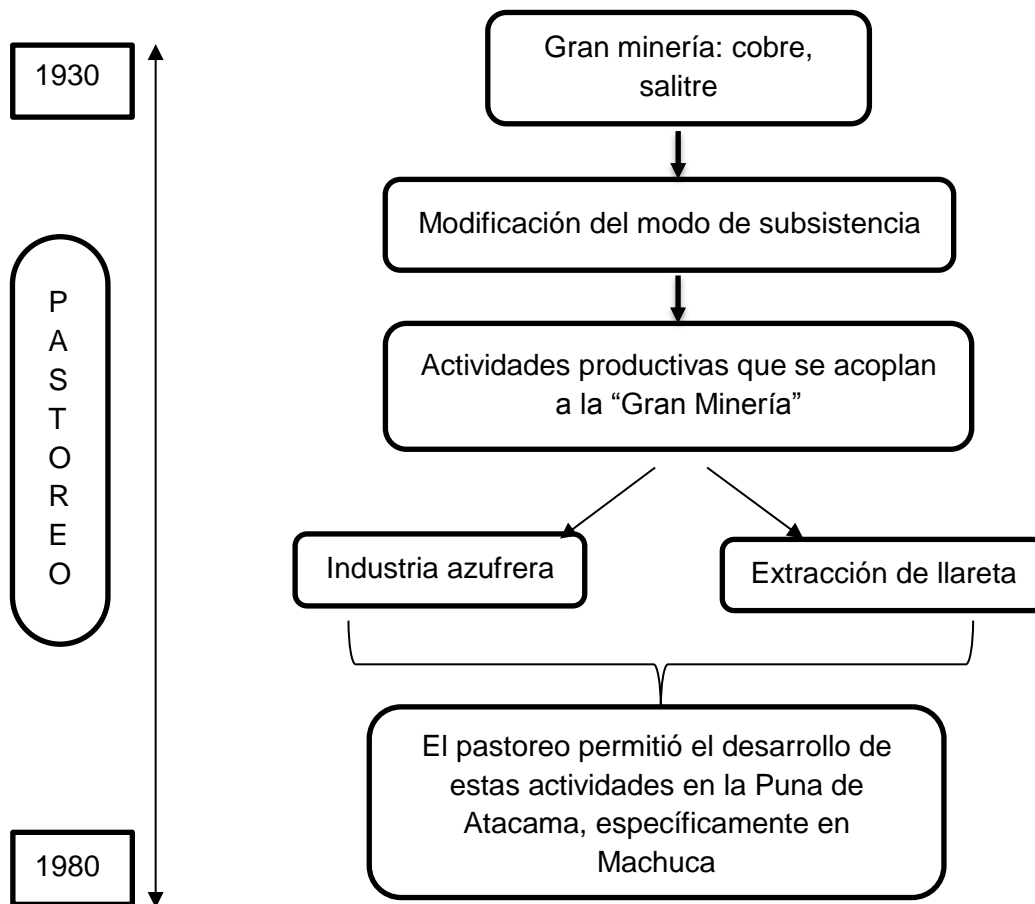 1930
Gran minería: cobre,
salitre
Modificación del modo de subsistencia
P
A
S
T
O
R
E
O
Actividades productivas que se acoplan
a la “Gran Minería”
Industria azufrera
Extracción de llareta
El pastoreo permitió el desarrollo de
estas actividades en la Puna de
Atacama, específicamente en
Machuca
1980